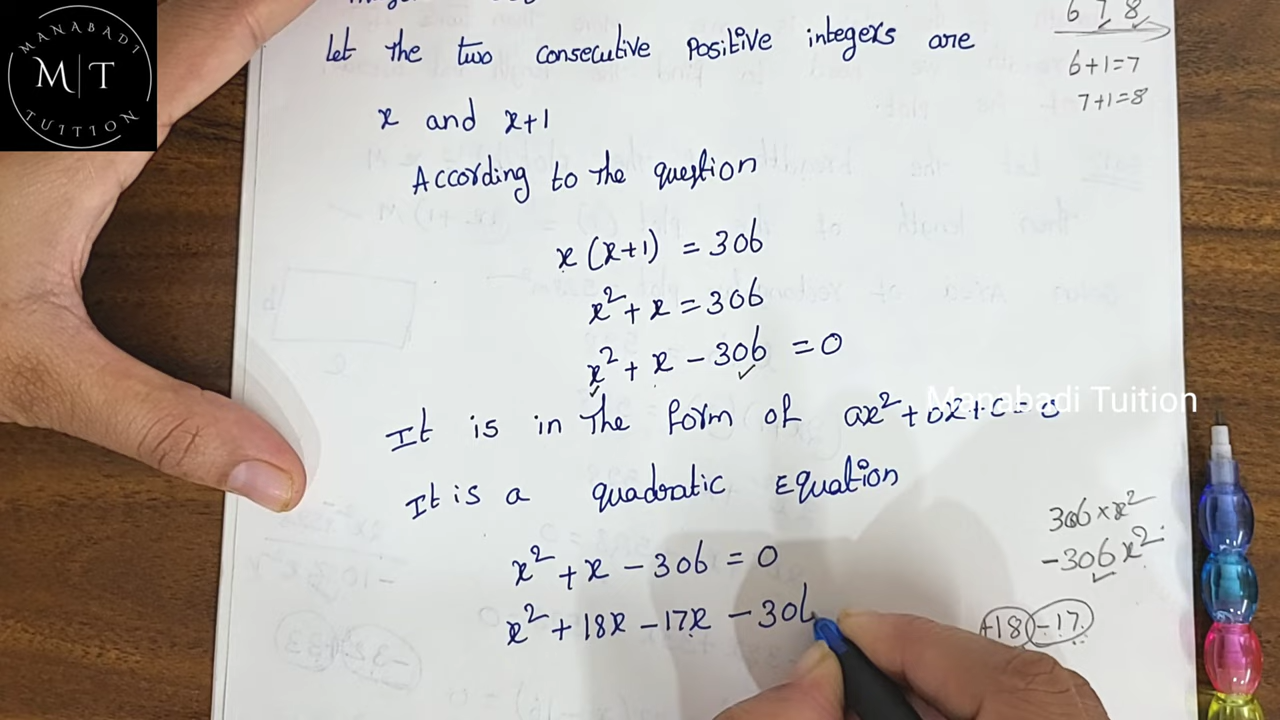 MANABADI
M|T
TUITION
let the two consecutive positive integers are
6 7 8
6+1=7
7+1=8
x and x+1
According to the question
x (x+1) = 306
x² + x = 306
x² + x - 306 = 0
Manabadi Tuition
It is in the form of ax² + bx + c = 0
It is a quadratic Equation
306 × x²
-306x²
x² + x - 306 = 0
x² + 18x - 17x - 306
+18 -17